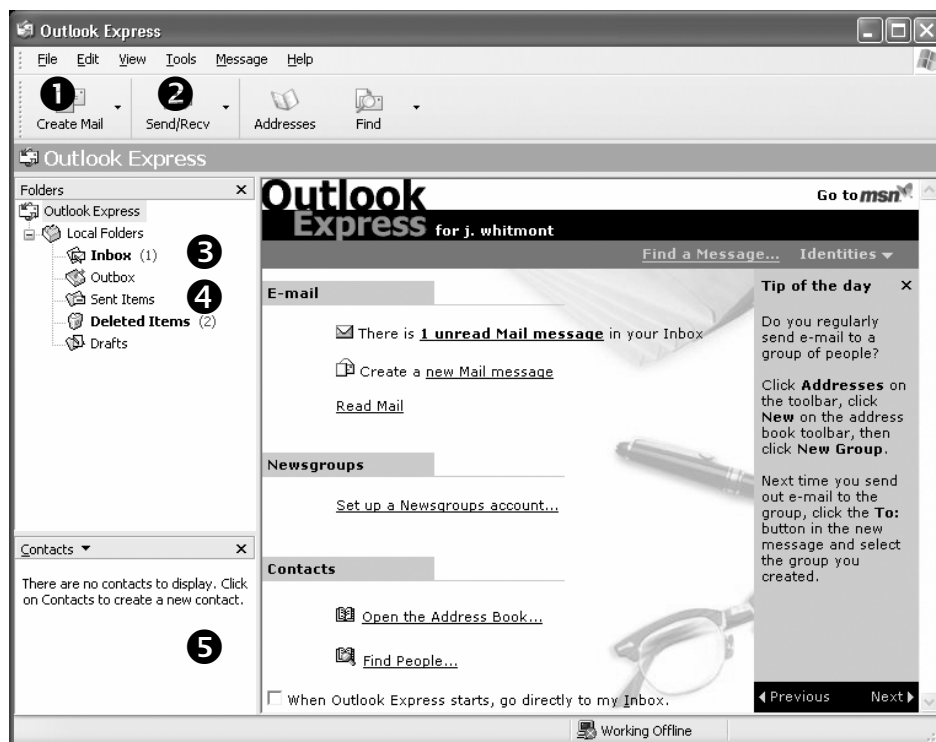 Outlook Express
File Edit View Tools Message Help
1 2
Create Mail Send/Recv Addresses Find
Outlook Express
Folders x
Outlook Express
Local Folders
Inbox (1) 3
Outbox
Sent Items 4
Deleted Items (2)
Drafts
Contacts x
There are no contacts to display. Click
on Contacts to create a new contact.
5
Outlook
Express for j. whitmont
Go to msn
Find a Message... Identities
E-mail
There is 1 unread Mail message in your Inbox
Create a new Mail message
Read Mail
Newsgroups
Set up a Newsgroups account...
Contacts
Open the Address Book...
Find People...
When Outlook Express starts, go directly to my Inbox.
Tip of the day x
Do you regularly
send e-mail to a
group of people?
Click Addresses on
the toolbar, click
New on the address
book toolbar, then
click New Group.
Next time you send
out e-mail to the
group, click the To:
button in the new
message and select
the group you
created.
Previous Next
Working Offline